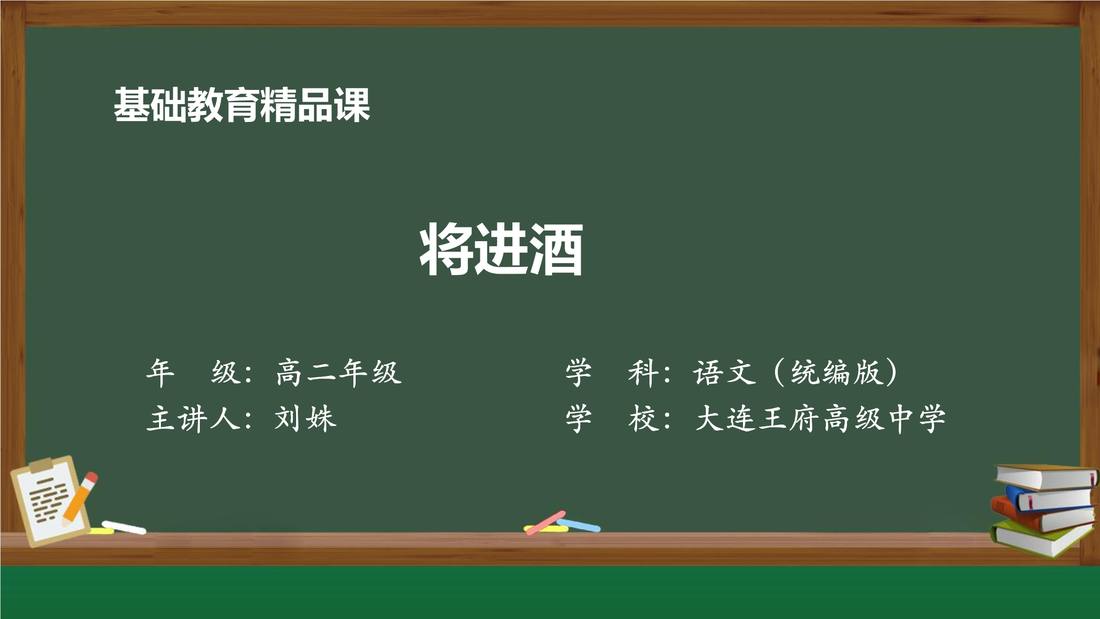 基础教育精品课
将进酒
年 级：高二年级 学 科：语文（统编版）
主讲人：刘姝 学 校：大连王府高级中学